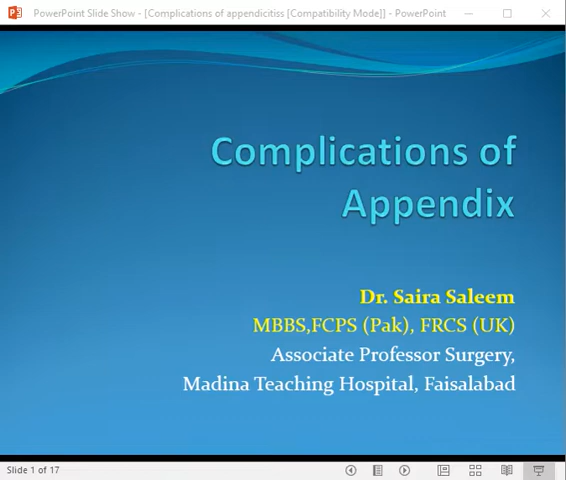 PowerPoint Slide Show - [Complications of appendicitiss [Compatibility Mode]] - PowerPoint
Complications of
Appendix
Dr. Saira Saleem
MBBS,FCPS (Pak), FRCS (UK)
Associate Professor Surgery,
Madina Teaching Hospital, Faisalabad
Slide 1 of 17